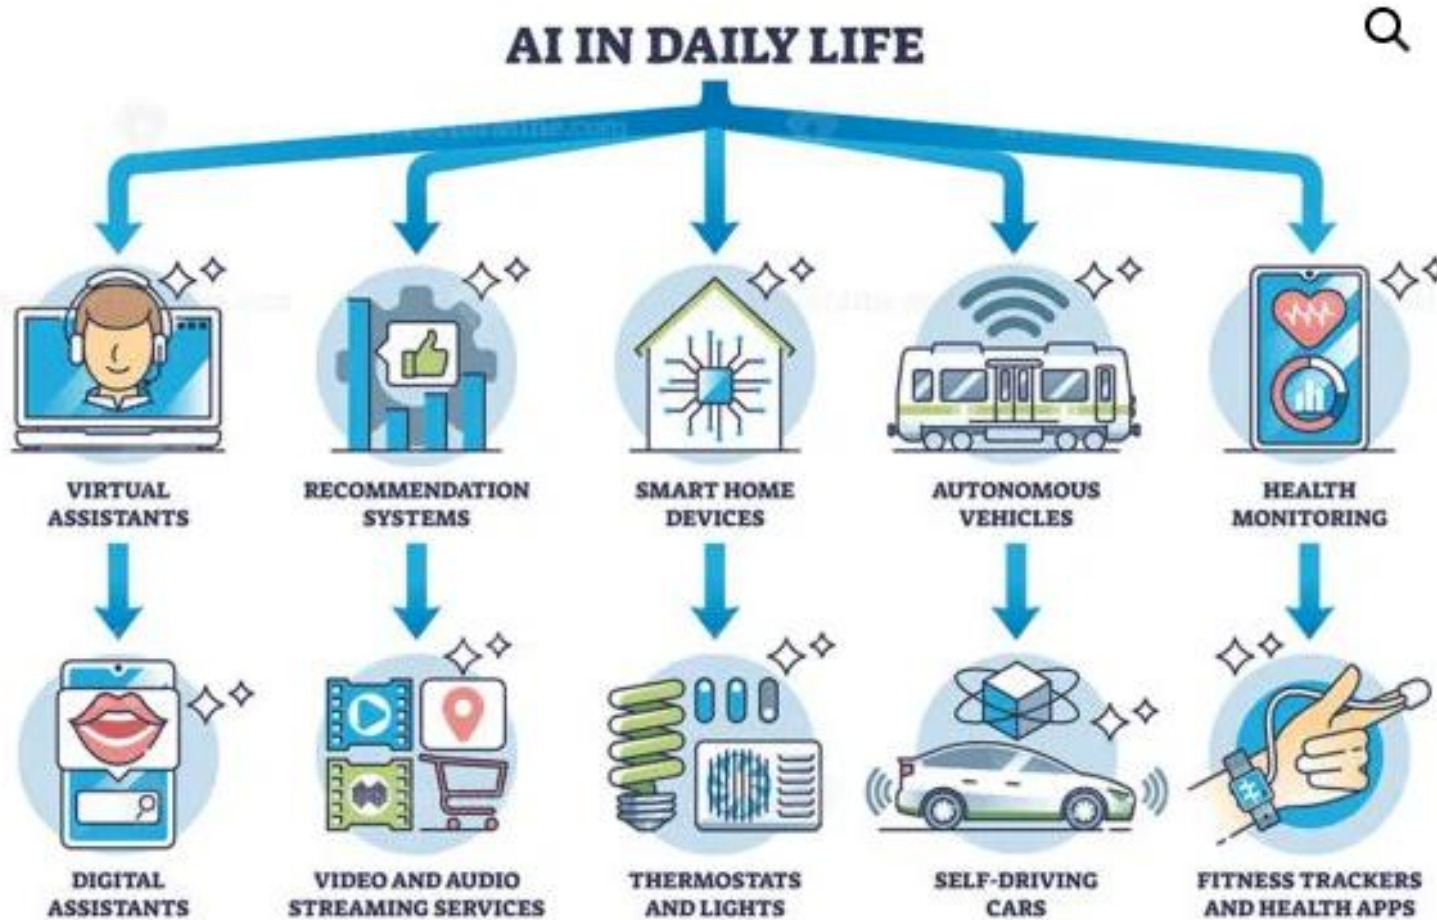 AI IN DAILY LIFE
VIRTUAL
ASSISTANTS
RECOMMENDATION
SYSTEMS
SMART HOME
DEVICES
AUTONOMOUS
VEHICLES
HEALTH
MONITORING
DIGITAL
ASSISTANTS
VIDEO AND AUDIO
STREAMING SERVICES
THERMOSTATS
AND LIGHTS
SELF-DRIVING
CARS
FITNESS TRACKERS
AND HEALTH APPS